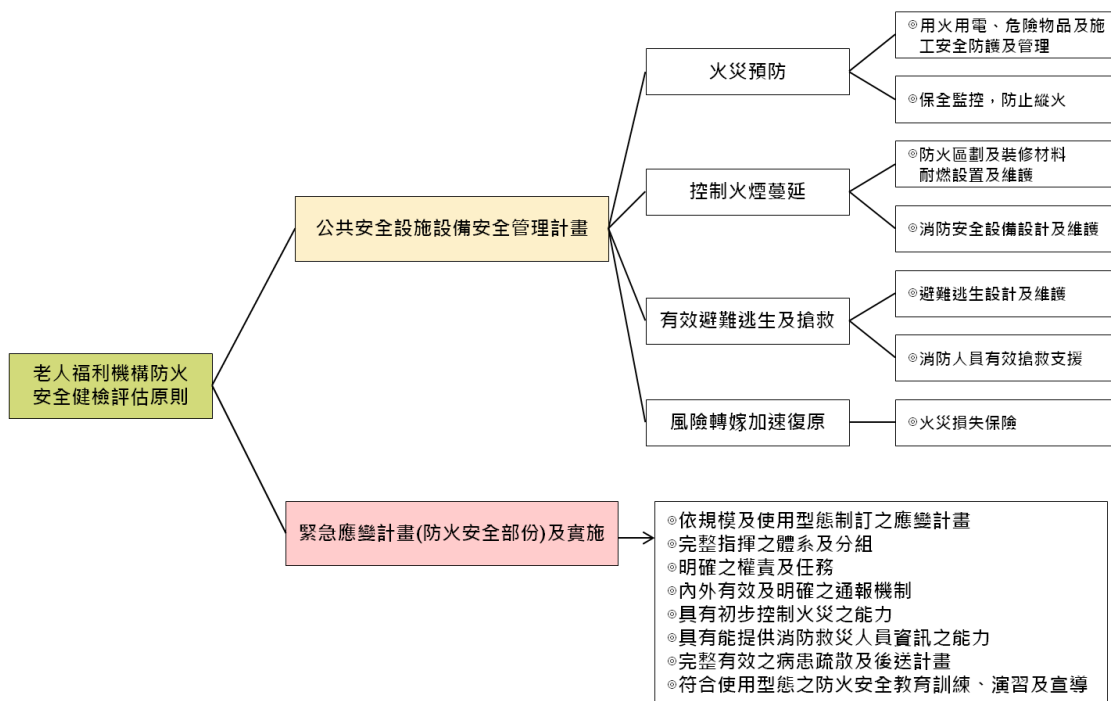 老人福利機構防火
安全健檢評估原則
公共安全設施設備安全管理計畫
火災預防
◎用火用電、危險物品及施
工安全防護及管理
◎保全監控，防止縱火
控制火煙蔓延
◎防火區劃及裝修材料
耐燃設置及維護
◎消防安全設備設計及維護
有效避難逃生及搶救
◎避難逃生設計及維護
◎消防人員有效搶救支援
風險轉嫁加速復原
◎火災損失保險
緊急應變計畫(防火安全部份)及實施
◎依規模及使用型態制訂之應變計畫
◎完整指揮之體系及分組
◎明確之權責及任務
◎內外有效及明確之通報機制
◎具有初步控制火災之能力
◎具有能提供消防救災人員資訊之能力
◎完整有效之病患疏散及後送計畫
◎符合使用型態之防火安全教育訓練、演習及宣導